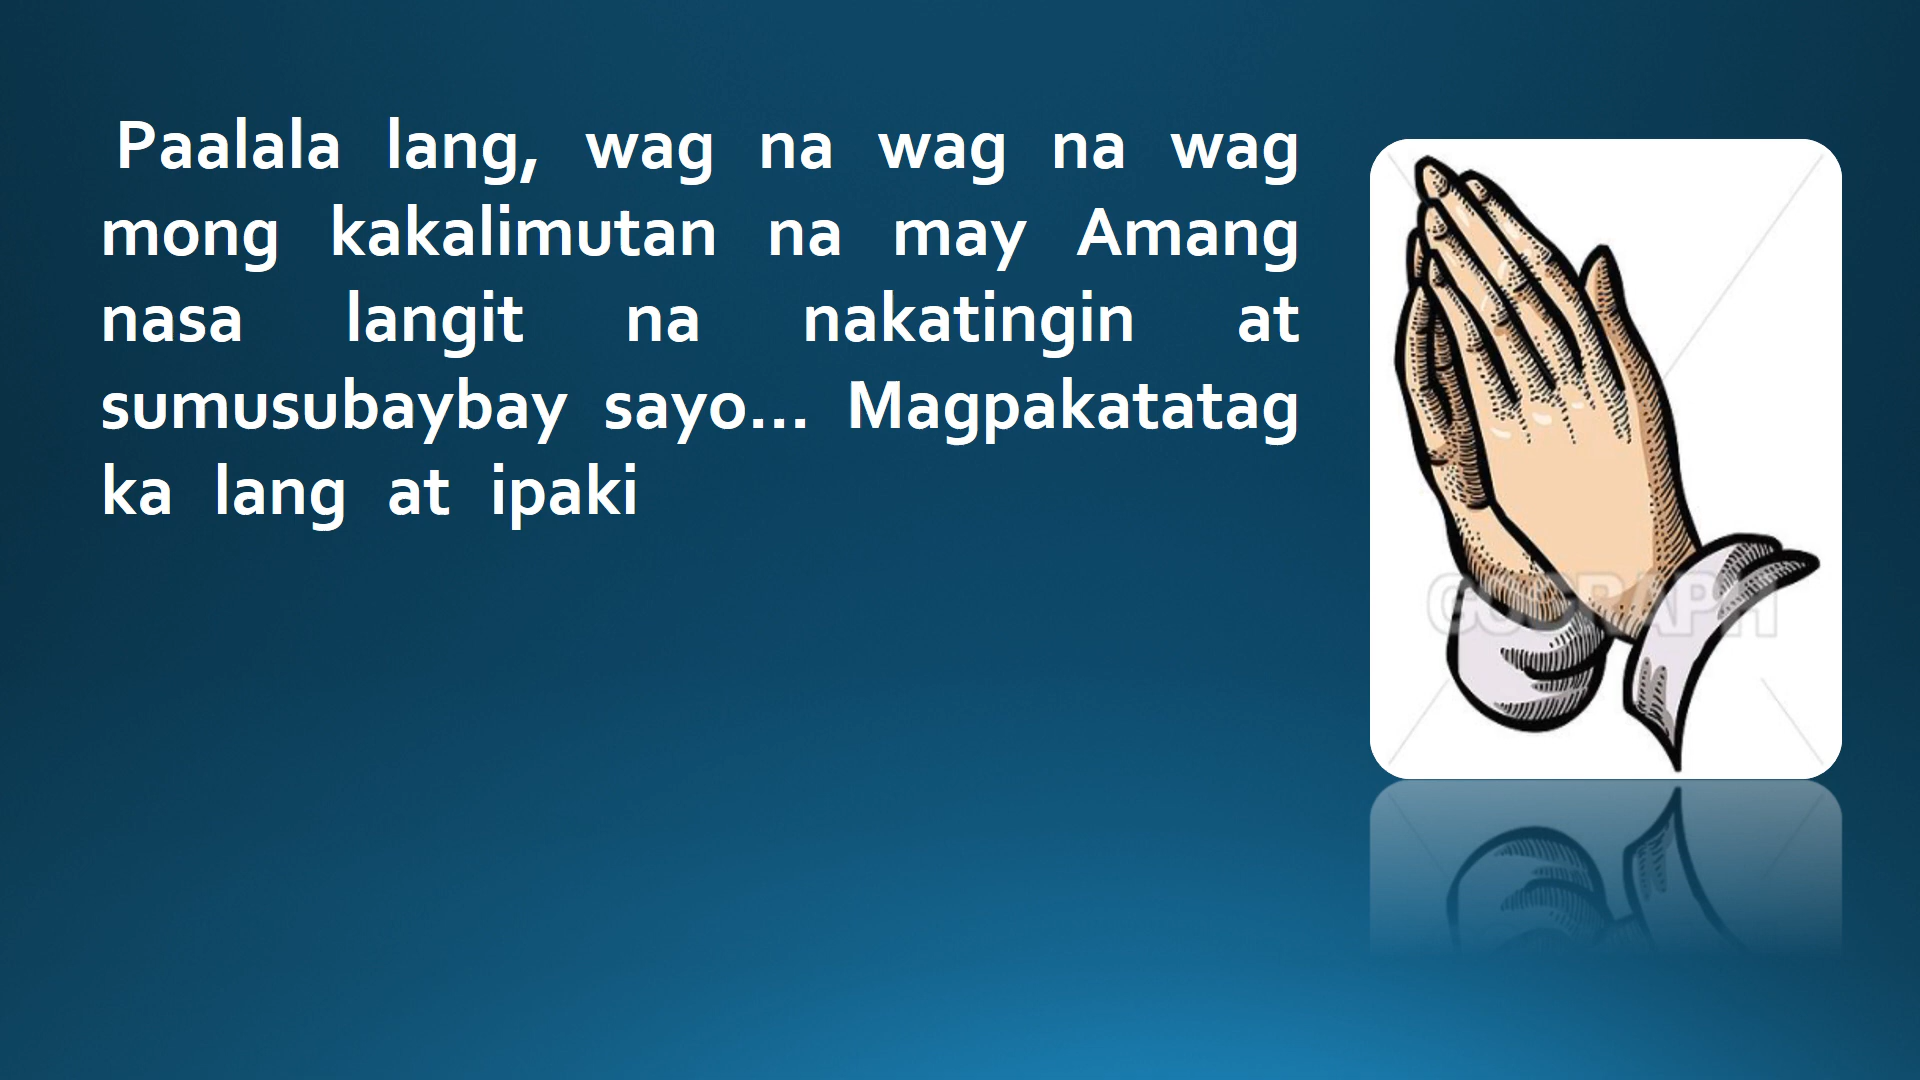 Paalala lang, wag na wag na wag
mong kakalimutan na may Amang
nasa langit na nakatingin at
sumusubaybay sayo... Magpakatatag
ka lang at ipaki
GOGRAPH